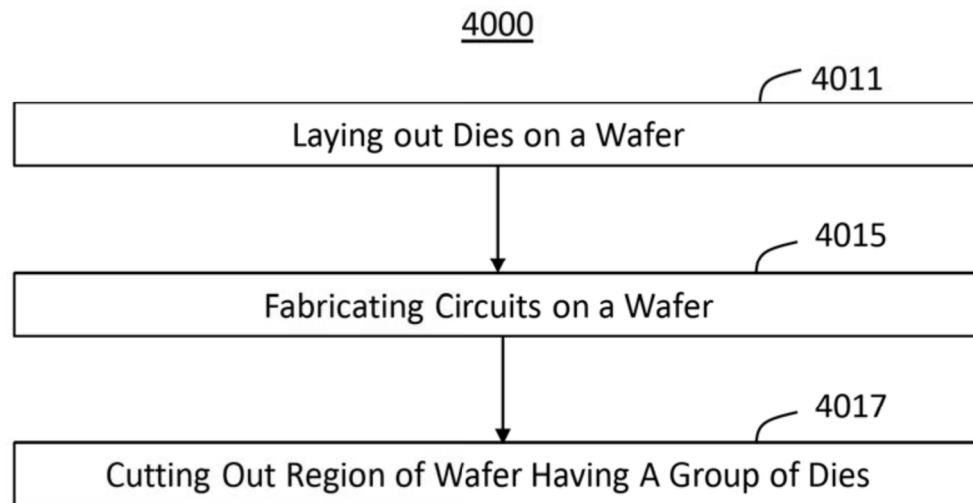 4000
4011
Laying out Dies on a Wafer
4015
Fabricating Circuits on a Wafer
4017
Cutting Out Region of Wafer Having A Group of Dies